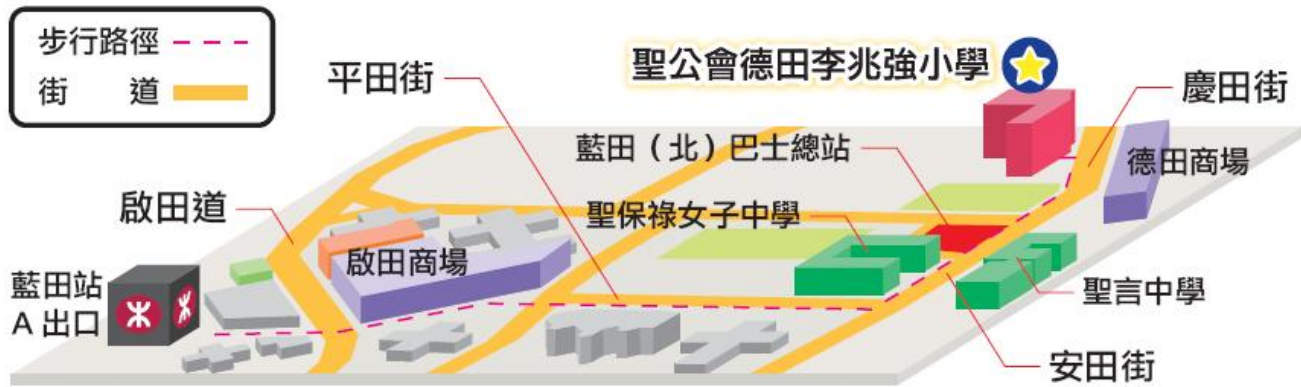 步行路徑
街道
聖公會德田李兆強小學
平田街
慶田街
藍田（北）巴士總站
德田商場
啟田道
聖保祿女子中學
啟田商場
藍田站
A 出口
聖言中學
安田街